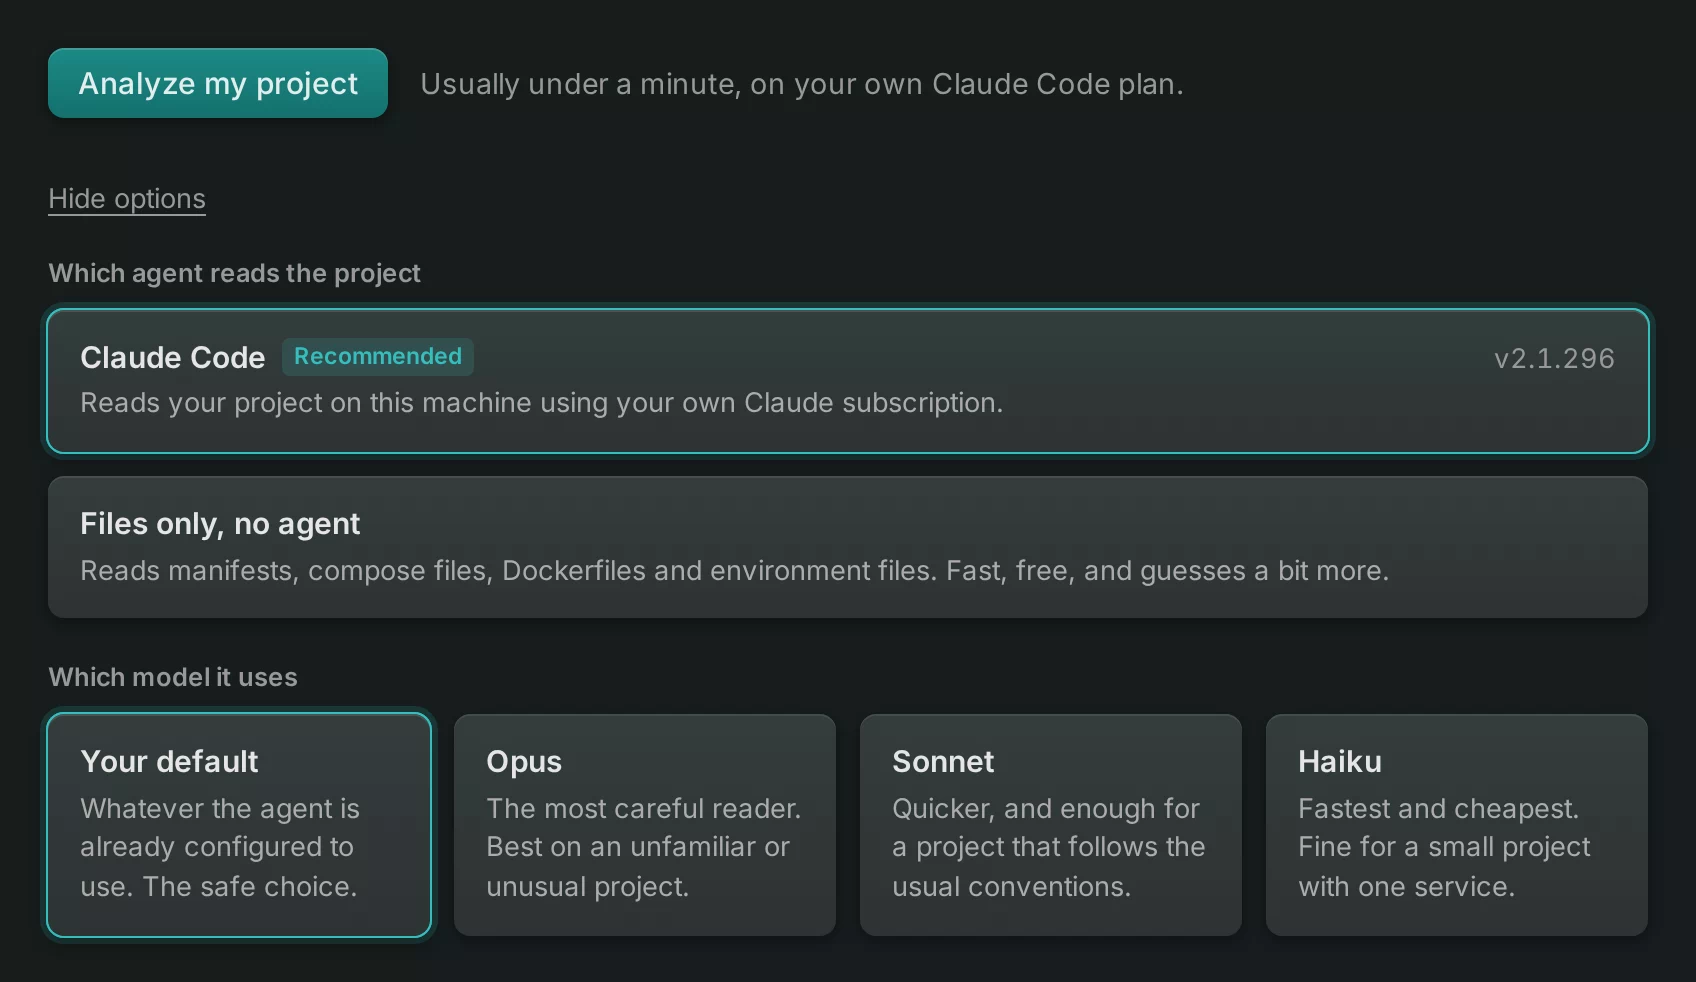 Analyze my project
Usually under a minute, on your own Claude Code plan.
Hide options
Which agent reads the project
Claude Code
Recommended
v2.1.296
Reads your project on this machine using your own Claude subscription.
Files only, no agent
Reads manifests, compose files, Dockerfiles and environment files. Fast, free, and guesses a bit more.
Which model it uses
Your default
Whatever the agent is
already configured to
use. The safe choice.
Opus
The most careful reader.
Best on an unfamiliar or
unusual project.
Sonnet
Quicker, and enough for
a project that follows the
usual conventions.
Haiku
Fastest and cheapest.
Fine for a small project
with one service.